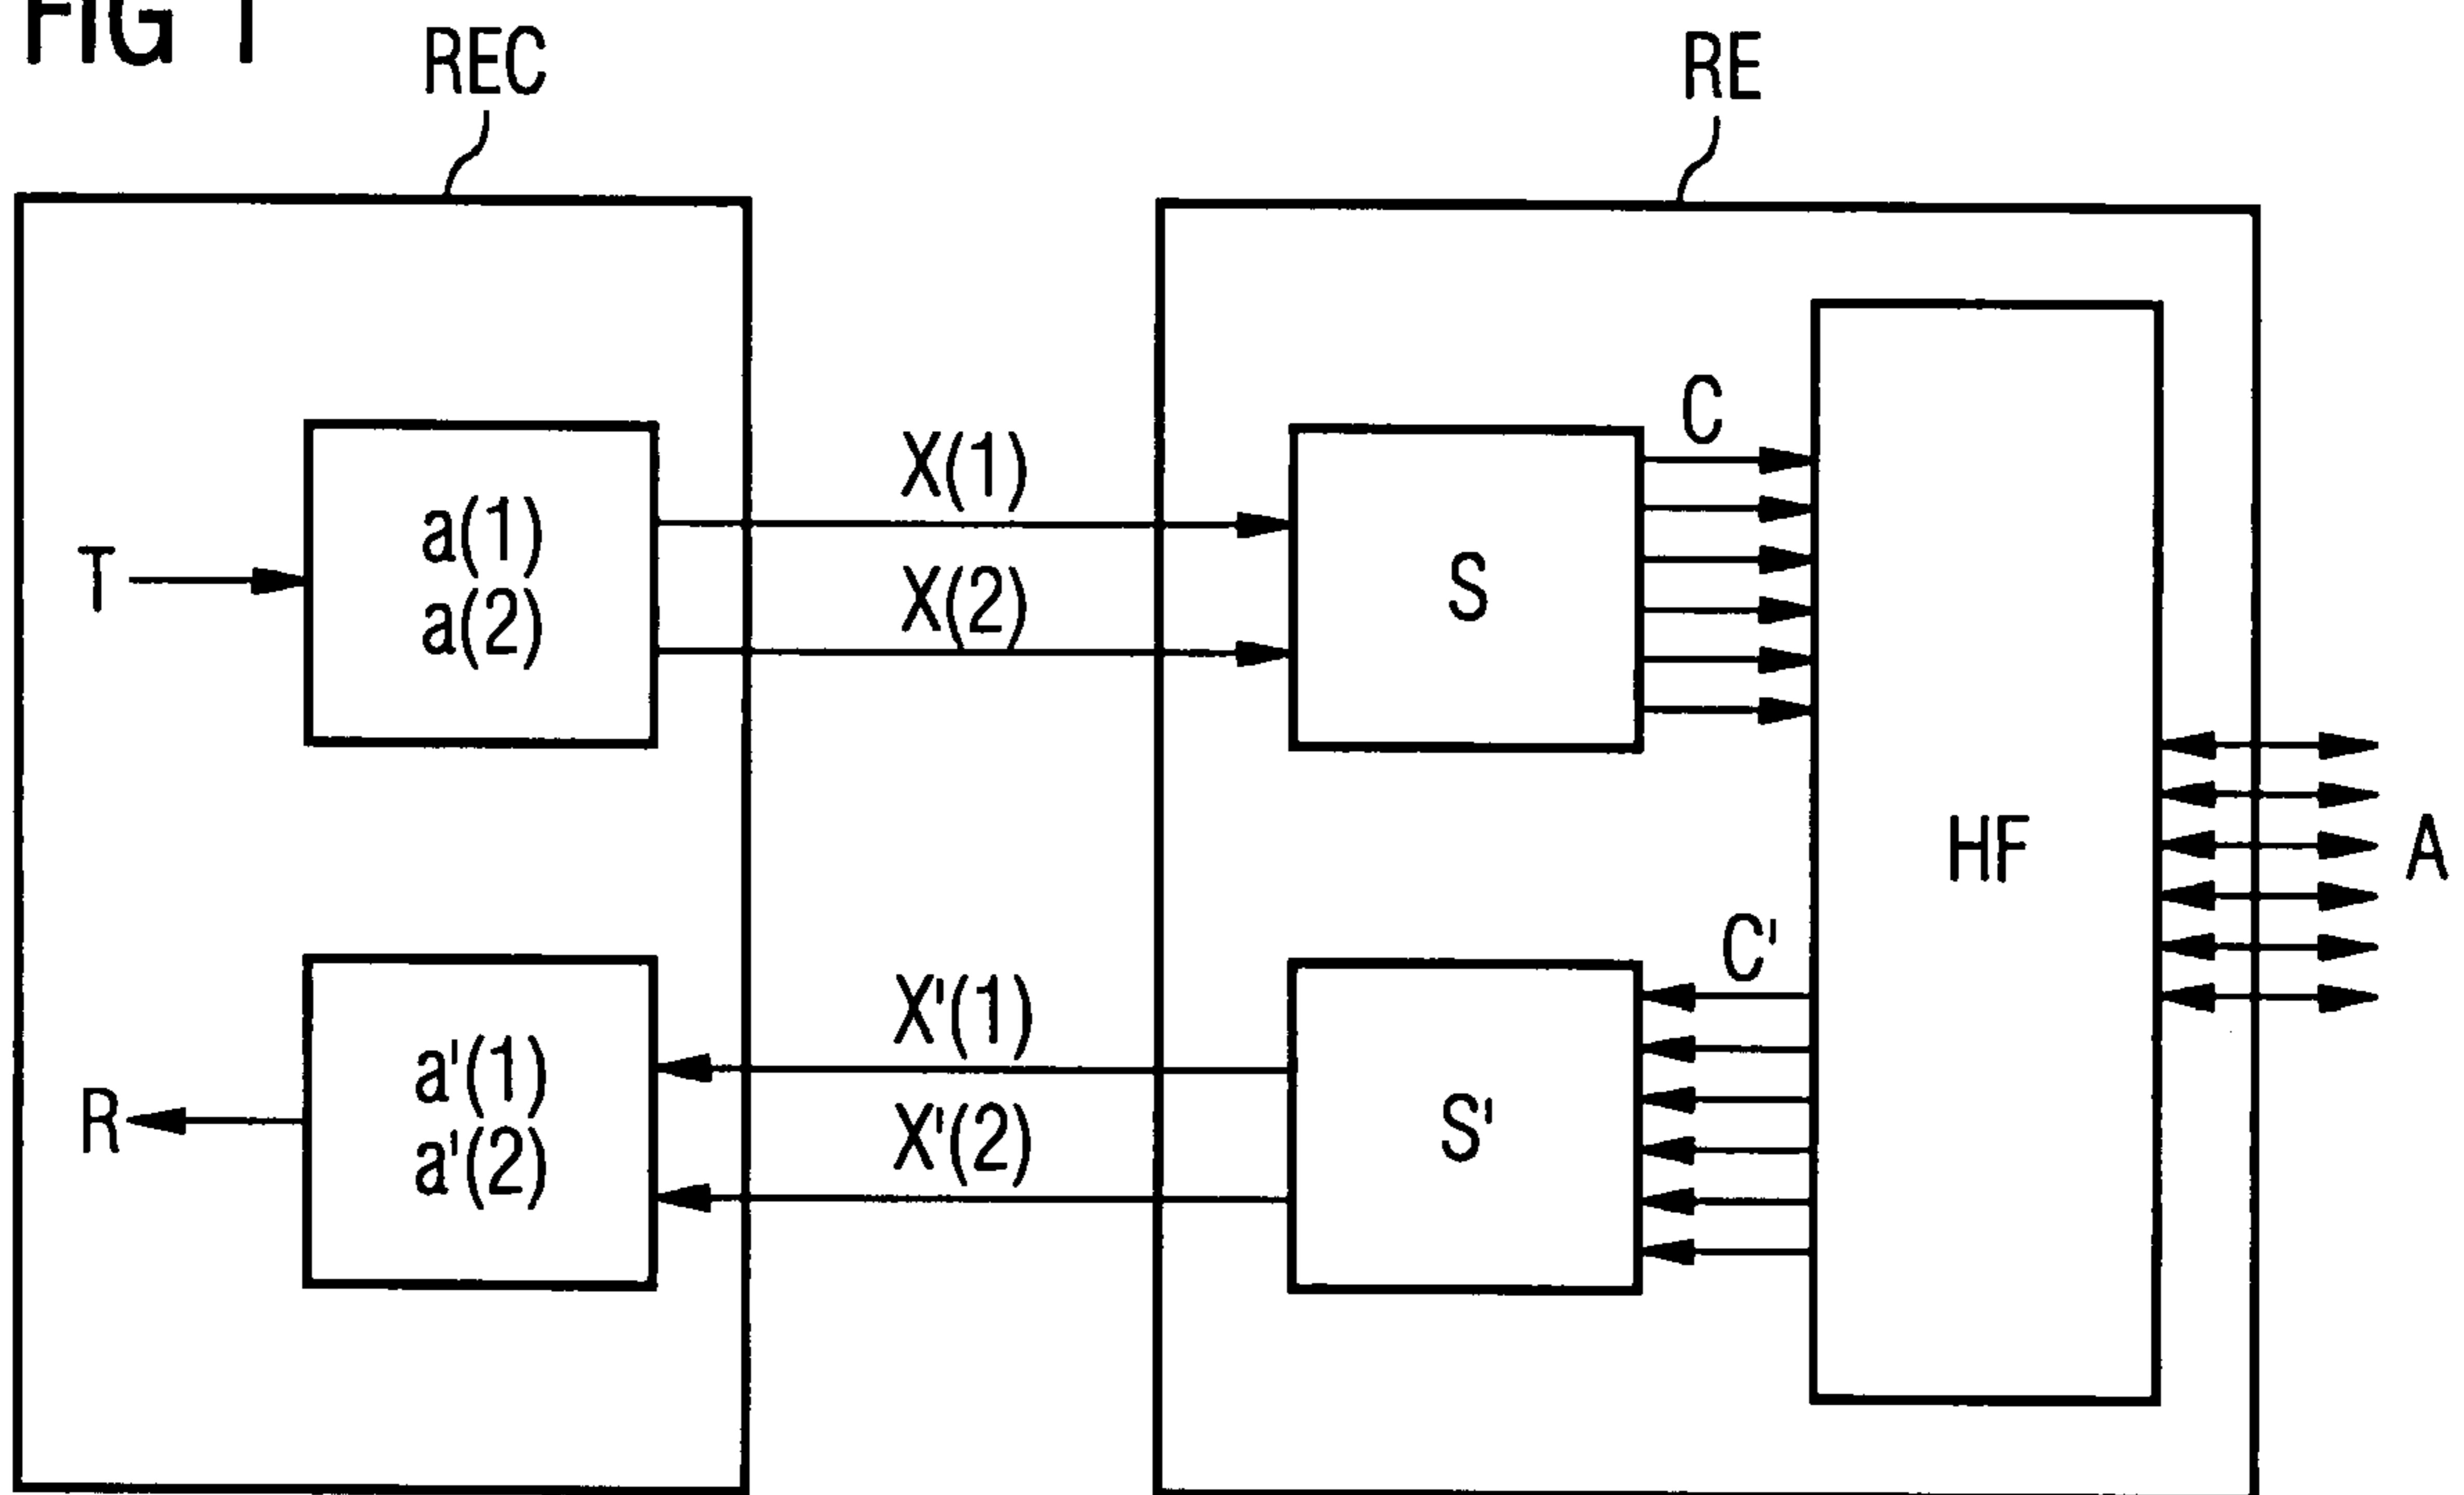 FIG 1
REC
RE
T
a(1)
a(2)
X(1)
X(2)
S
C
HF
A
R
a'(1)
a'(2)
X'(1)
X'(2)
S'
C'